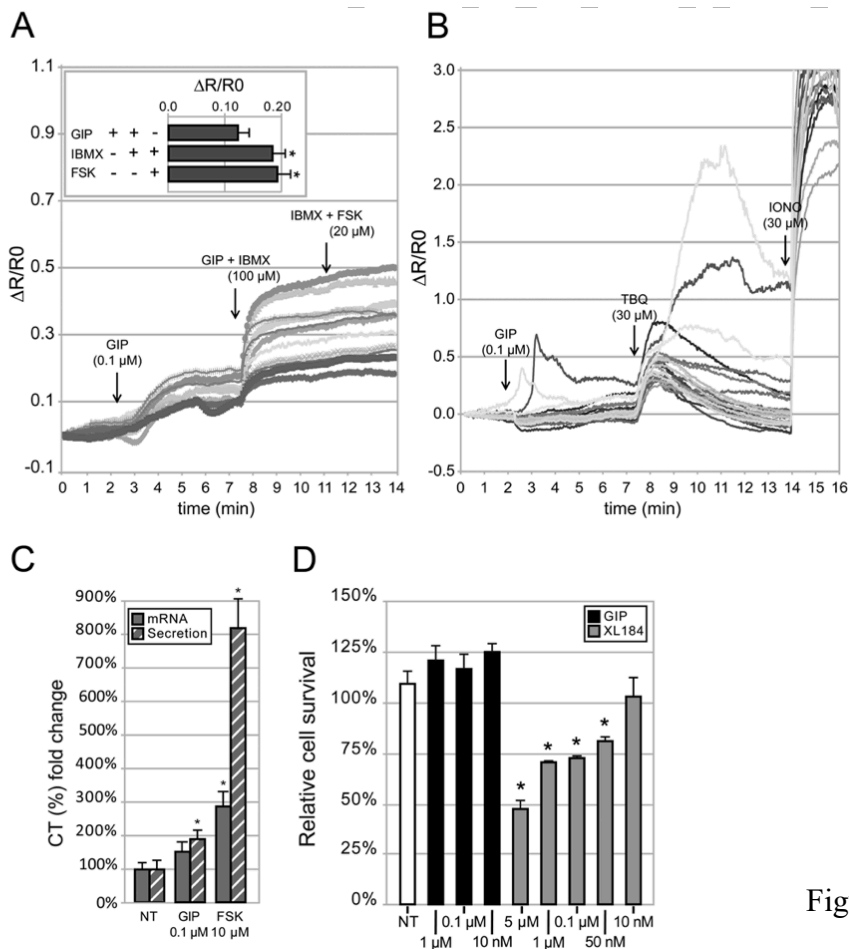 A
1.1
0.9
0.7
0.5
0.3
0.1
-0.1
ΔR/R0
ΔR/R0
0.0 0.10 0.20
GIP + + -
IBMX - + + *
FSK - - + *
IBMX + FSK
(20 µM)
GIP + IBMX
(100 µM)
GIP
(0.1 µM)
0 1 2 3 4 5 6 7 8 9 10 11 12 13 14
time (min)
B
3.0
2.5
2.0
1.5
1.0
0.5
0.0
-0.5
ΔR/R0
IONO
(30 µM)
TBQ
(30 µM)
GIP
(0.1 µM)
0 1 2 3 4 5 6 7 8 9 10 11 12 13 14 15 16
time (min)
C
900%
800%
900%
600%
500%
400%
300%
200%
100%
0%
CT (%) fold change
mRNA
Secretion
* * *
NT GIP FSK
0.1 µM 10 µM
D
150%
125%
100%
75%
50%
25%
0%
Relative cell survival
GIP
XL184
* * * *
NT 0.1 µM 5 µM 0.1 µM 10 nM
1 µM 10 nM 1 µM 50 nM
Fig